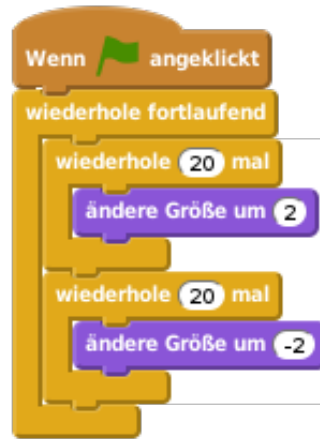 Wenn angeklickt
wiederhole fortlaufend
wiederhole 20 mal
ändere Größe um 2
wiederhole 20 mal
ändere Größe um -2